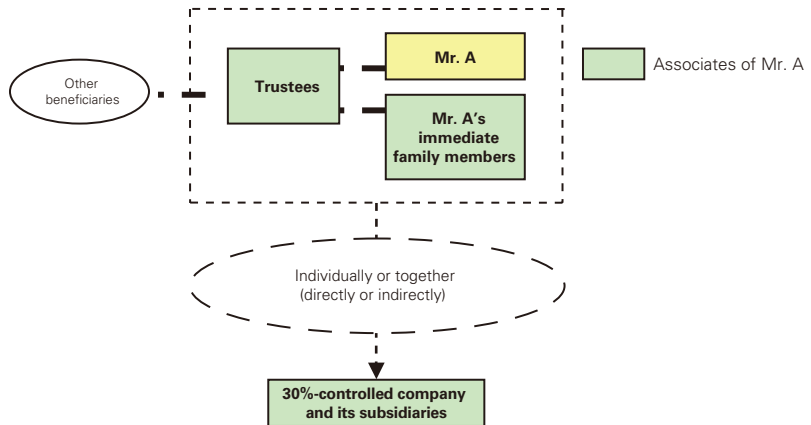 Other
beneficiaries
Trustees
Mr. A
Mr. A's
immediate
family members
Associates of Mr. A
Individually or together
(directly or indirectly)
30%-controlled company
and its subsidiaries